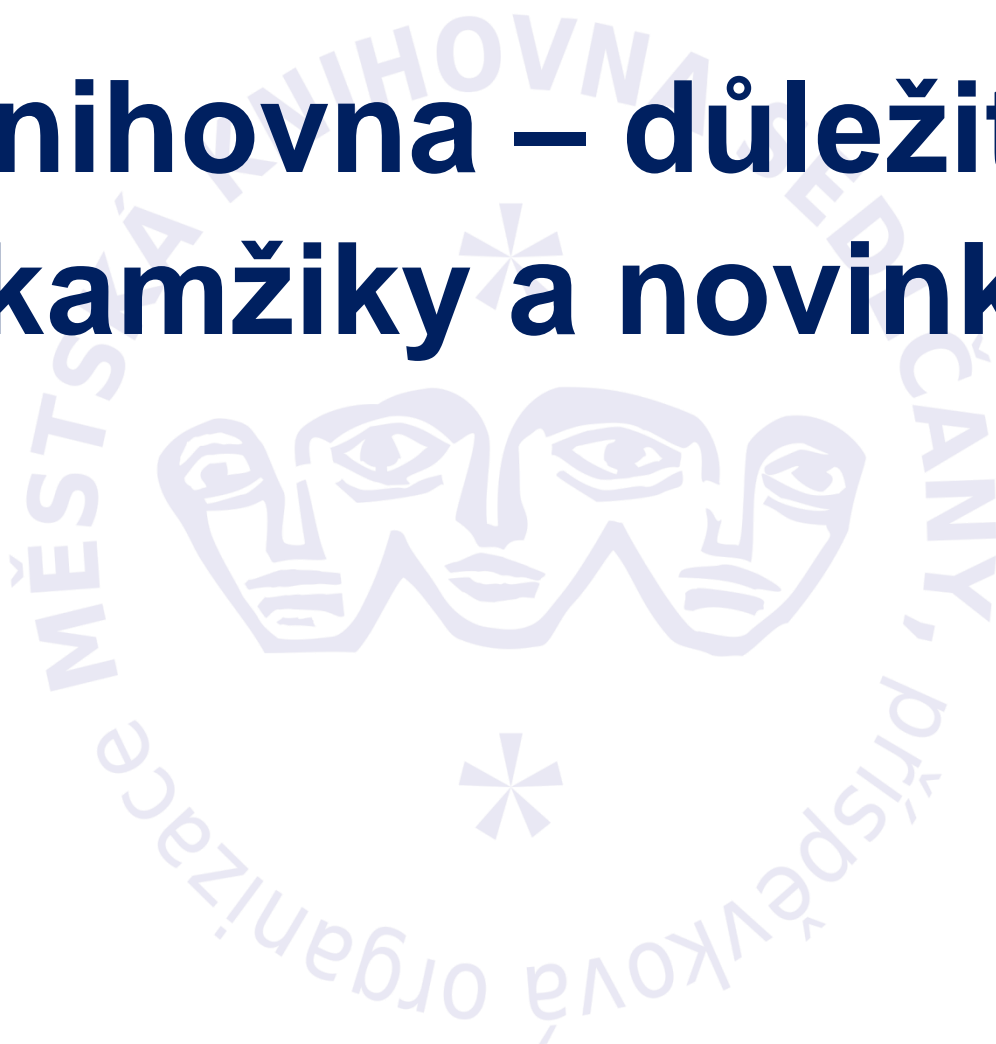 nihovna – důležit
kamžiky a novink
MĚSTSKÁ KNIHOVNA SEDLČANY, příspěvková organizace